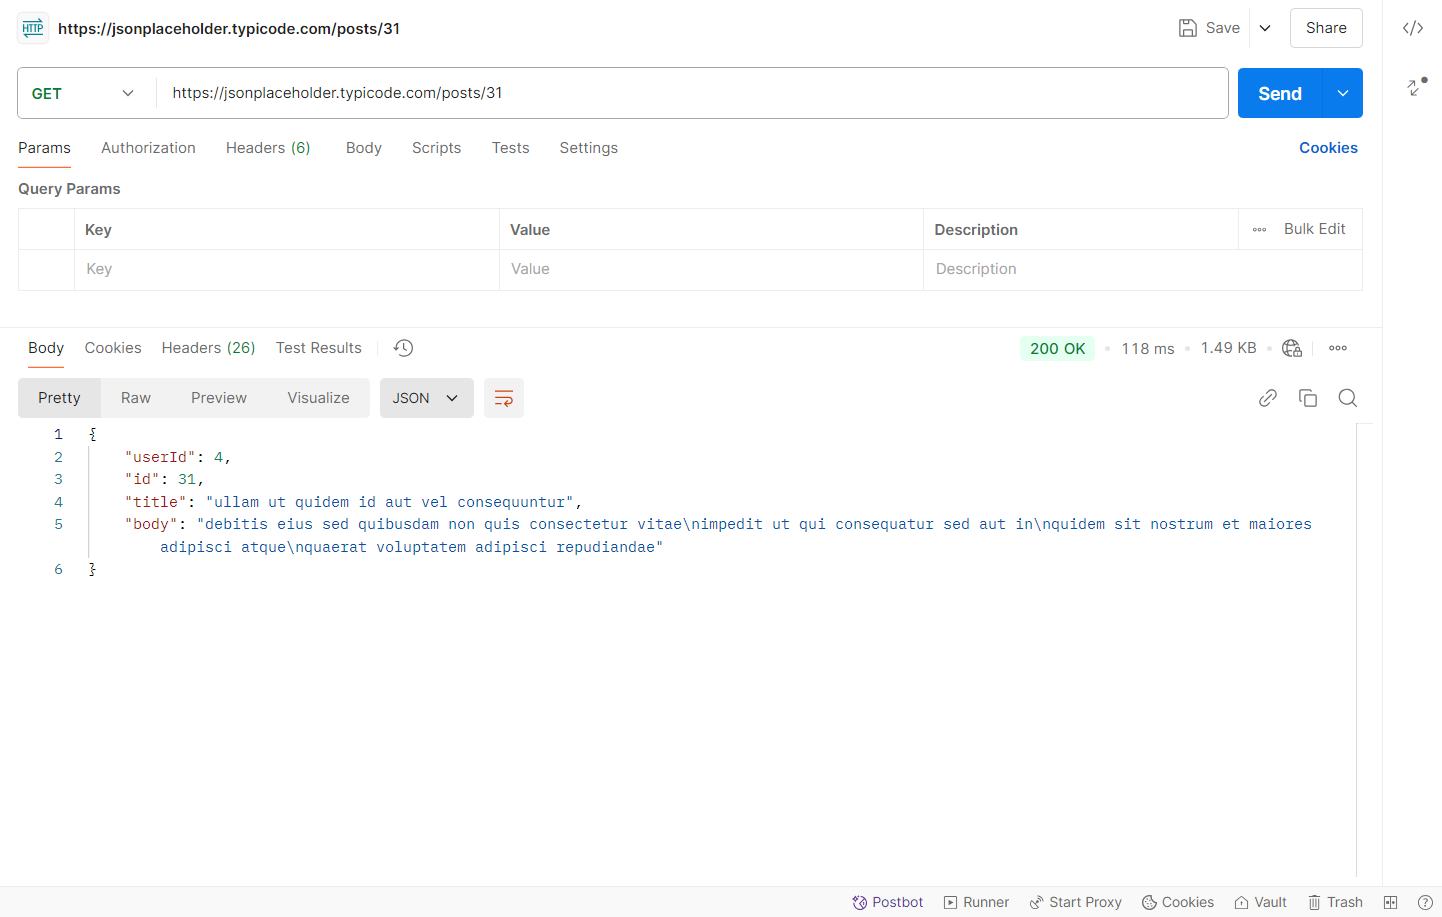 HTTP https://jsonplaceholder.typicode.com/posts/31 Save Share
GET https://jsonplaceholder.typicode.com/posts/31 Send
Params Authorization Headers (6) Body Scripts Tests Settings Cookies
Query Params
Key Value Description Bulk Edit
Key Value Description
Body Cookies Headers (26) Test Results 200 OK 118 ms 1.49 KB
Pretty Raw Preview Visualize JSON
1 {
2 "userId": 4,
3 "id": 31,
4 "title": "ullam ut quidem id aut vel consequuntur",
5 "body": "debitis eius sed quibusdam non quis consectetur vitae\nimpedit ut qui consequatur sed aut in\nquidem sit nostrum et maiores
adipisci atque\nquaerat voluptatem adipisci repudiandae"
6 }
Postbot Runner Start Proxy Cookies Vault Trash